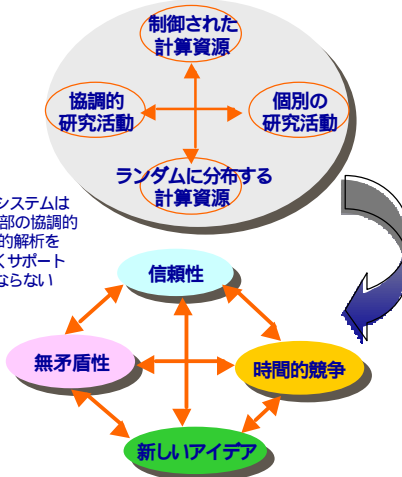 制御された
計算資源
協調的
研究活動
個別の
研究活動
ランダムに分布する
計算資源
システムは
部の協調的
的解析を
くサポート
ならない
信頼性
無矛盾性
時間的競争
新しいアイデア